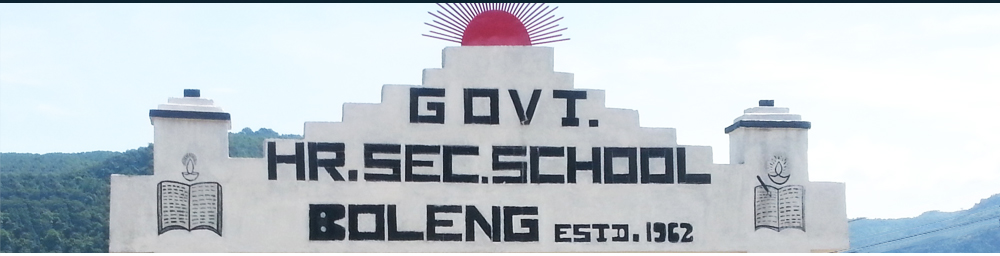 GOVT.
HR.SEC.SCHOOL
BOLENG ESTD.1962